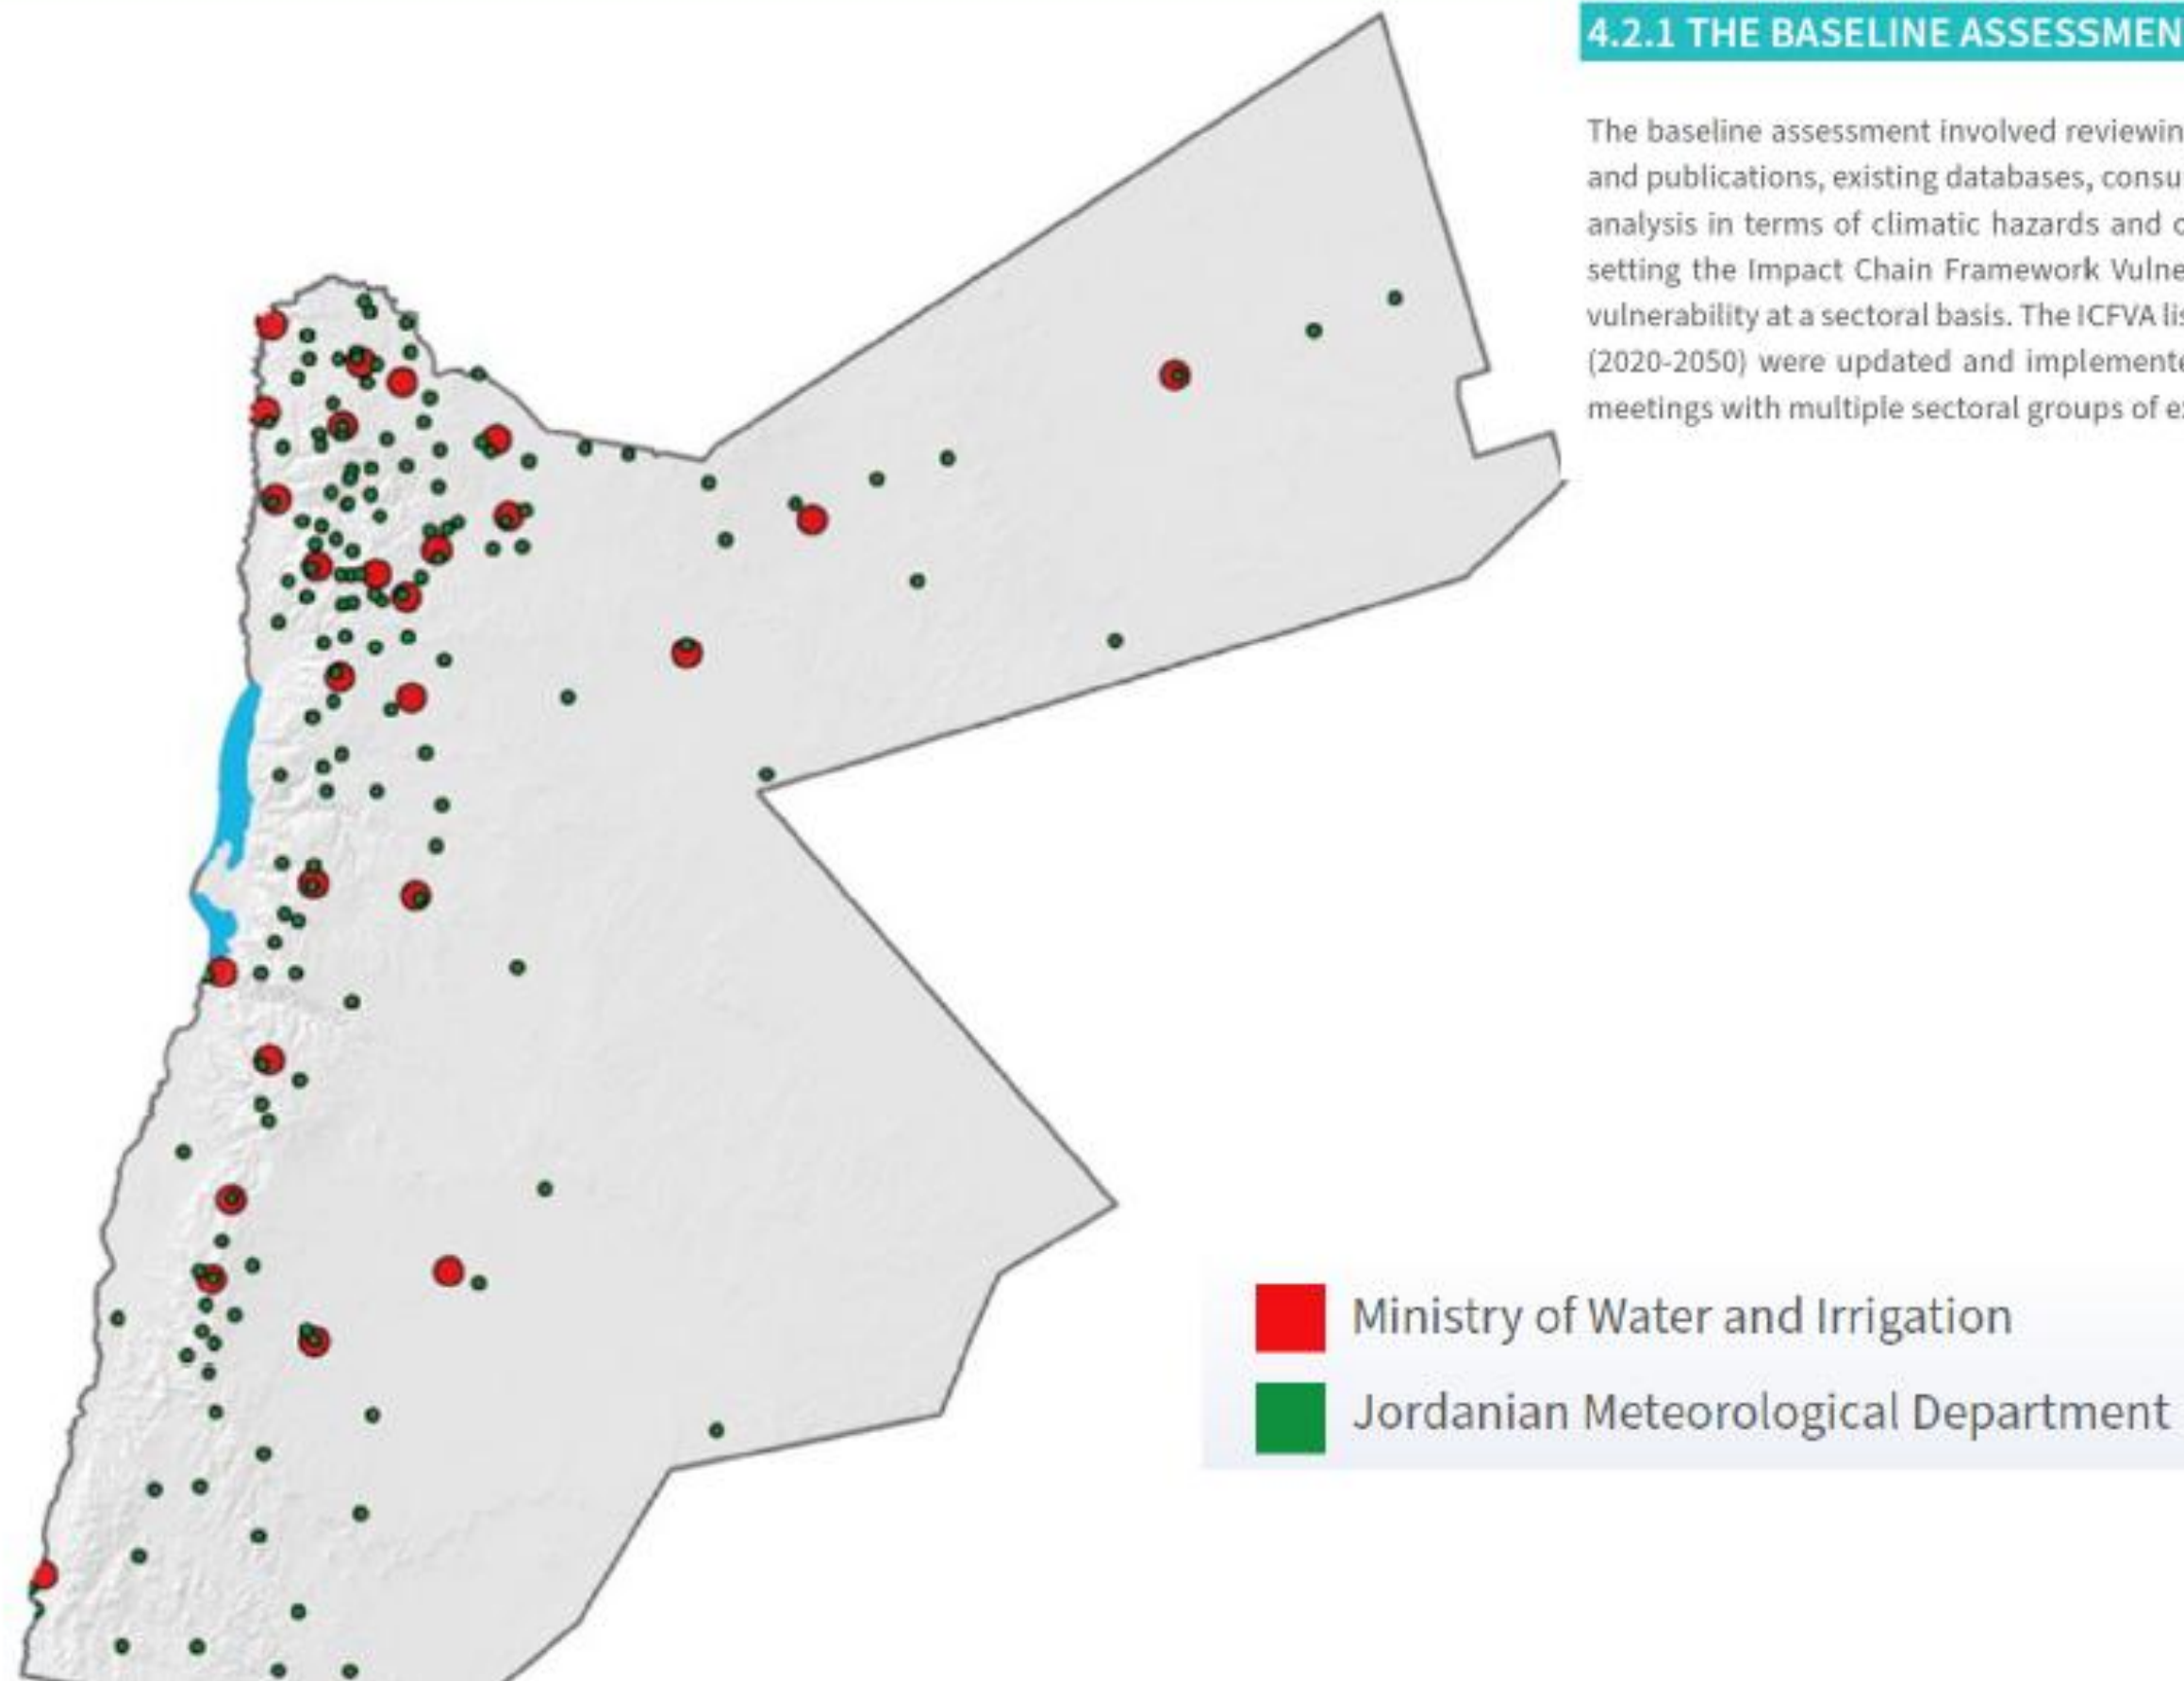 4.2.1 THE BASELINE ASSESSMEN
The baseline assessment involved reviewin
and publications, existing databases, consu
analysis in terms of climatic hazards and
setting the Impact Chain Framework Vulne
vulnerability at a sectoral basis. The ICFVA lis
(2020-2050) were updated and implemente
meetings with multiple sectoral groups of e
Ministry of Water and Irrigation
Jordanian Meteorological Department